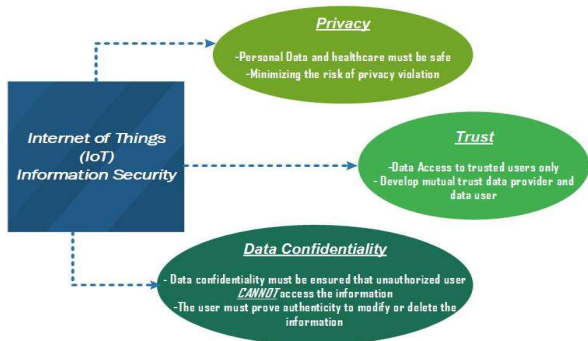 Privacy
-Personal Data and healthcare must be safe
-Minimizing the risk of privacy violation
Internet of Things
(IoT)
Information Security
Trust
-Data Access to trusted users only
- Develop mutual trust data provider and
data user
Data Confidentiality
- Data confidentiality must be ensured that unauthorized user
CANNOT access the information
-The user must prove authenticity to modify or delete the
information